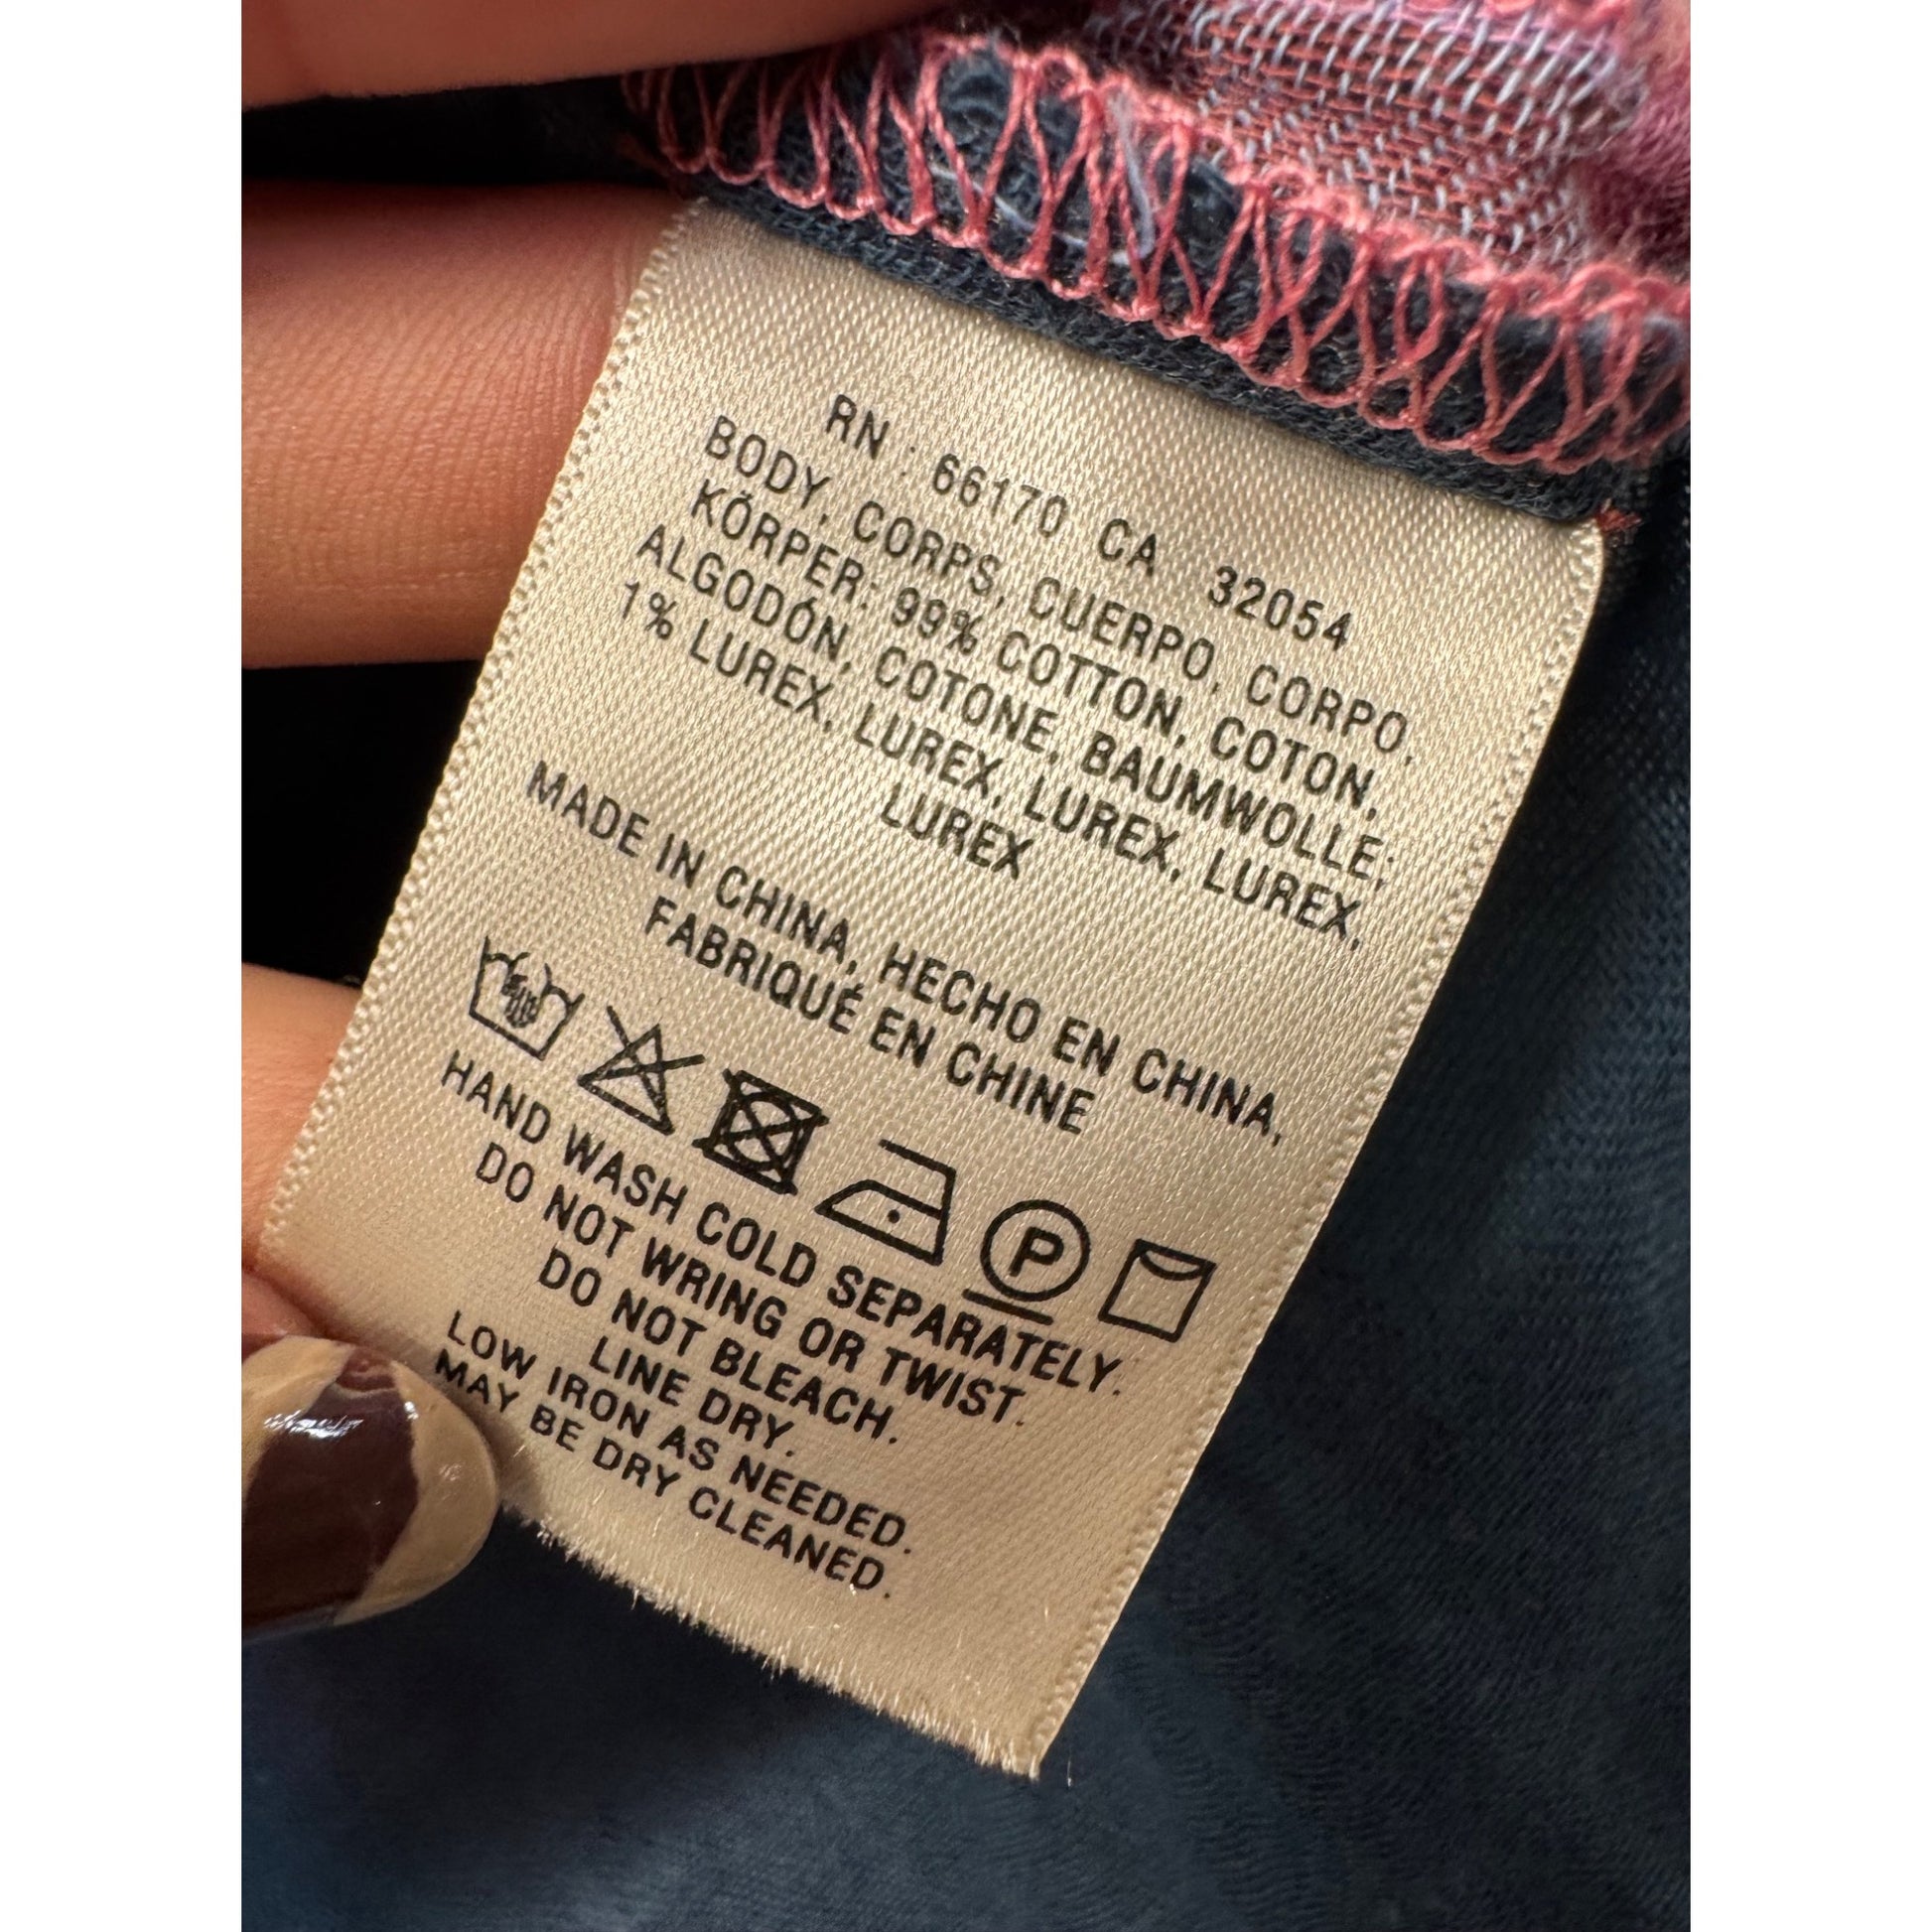 RN : 66170 CA 32054
BODY, CORPS, CUERPO, CORPO,
KÖRPER: 99% COTTON, COTON,
ALGODÓN, COTONE, BAUMWOLLE;
1% LUREX, LUREX, LUREX, LUREX,
LUREX
MADE IN CHINA, HECHO EN CHINA,
FABRIQUÉ EN CHINE
P
HAND WASH COLD SEPARATELY.
DO NOT WRING OR TWIST.
DO NOT BLEACH.
LINE DRY.
LOW IRON AS NEEDED.
MAY BE DRY CLEANED.